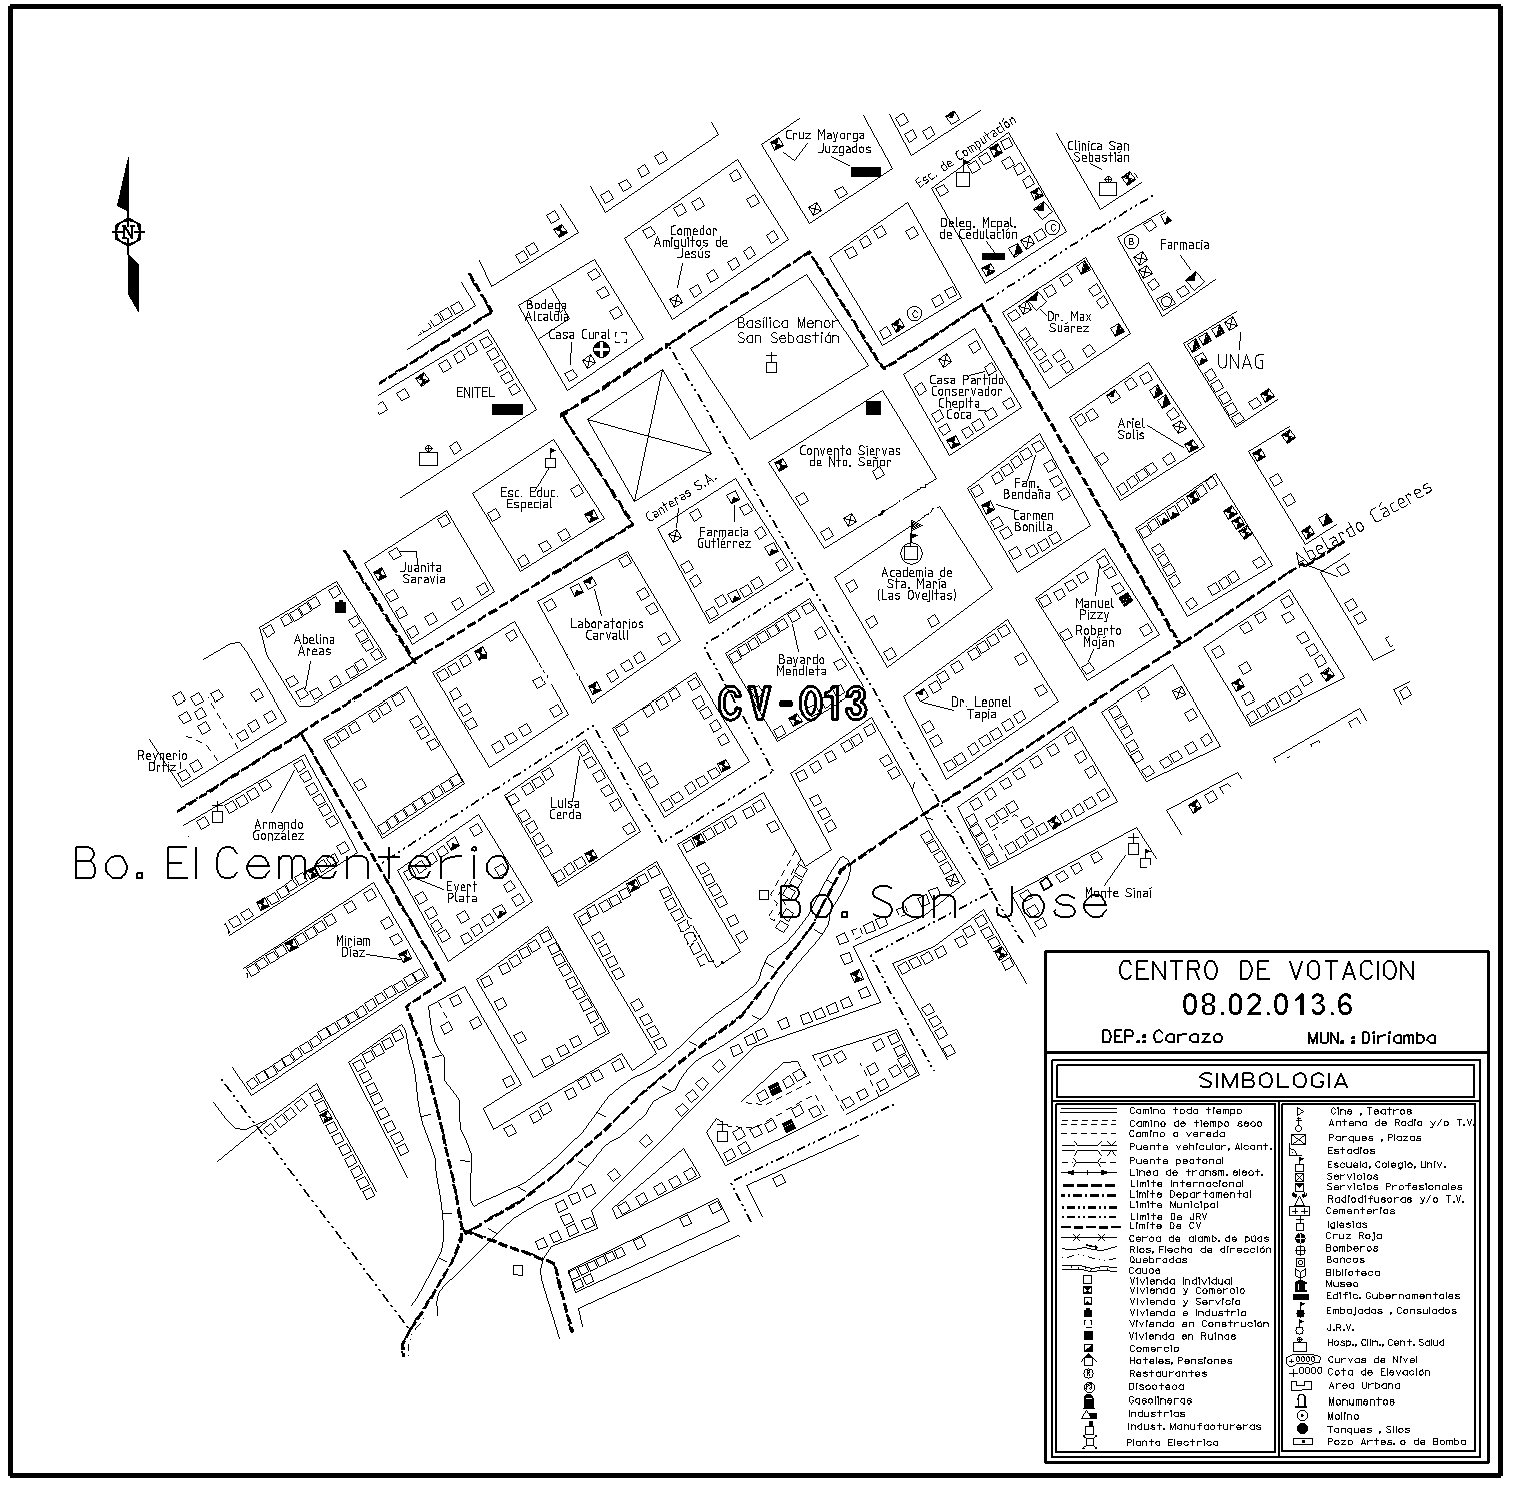 Cruz Mayorga
Juzgados
Esc. de Computación
Clínica San
Sebastián
N
Comedor
Amiguitos de
Jesús
Deleg. Mcpal.
de Cedulación
C
B
Farmacia
Bodega
Alcaldía
Casa Cural
Basílica Menor
San Sebastián
C
Dr. Max
Suárez
UNAG
ENITEL
Casa Partido
Conservador
Chepita
Coca
Ariel
Solís
Convento Siervas
de Nto. Señor
Esc. Educ.
Especial
Canteras S.A.
Fam.
Bendaña
Carmen
Bonilla
Abelardo Cáceres
Farmacia
Gutiérrez
Juanita
Saravia
Academia de
Sta. María
(Las Ovejitas)
Manuel
Pizzy
Roberto
Moján
Abelina
Areas
Laboratorios
Carvalli
Bayardo
Mendieta
CV-013
Dr. Leonel
Tapia
Reynerio
Ortiz
Luisa
Cerda
Armando
González
Bo. El Cementerio
Evert
Plata
Bo. San José
Monte Sinaí
Miriam
Díaz
CENTRO DE VOTACION
08.02.013.6
DEP.: Carazo
MUN. : Diriamba
SIMBOLOGIA
Camino todo tiempo
Camino de tiempo seco
Camino o vereda
Puente vehicular, Alcant.
Puente peatonal
Linea de transm. elect.
Limite Internacional
Limite Departamental
Limite Municipal
Limite De JRV
Limite De CV
Cerca de alamb. de púas
Rios, Flecha de dirección
Quebradas
Cauce
Vivienda Individual
Vivienda y Comercio
Vivienda y Servicio
Vivienda e Industria
Vivienda en Construcion
Vivienda en Ruinas
Comercio
Hoteles, Pensiones
Restaurantes
Discoteca
Gasolineras
Industrias
Indust. Manufactureras
Planta Electrica
Cine , Teatros
Antena de Radio y/o T.V.
Parques , Plazas
Estadios
Escuela, Colegio, Univ.
Servicios
Servicios Profesionales
Radiodifusoras y/o T.V.
Cementerios
Iglesias
Cruz Roja
Bomberos
Bancos
Biblioteca
Museo
Edific. Gubernamentales
Embajadas , Consulados
J.R.V.
Hosp., Clin., Cent. Salud
Curvas de Nivel
Cota de Elevación
Area Urbana
Monumentos
Molino
Tanques , Silos
Pozo Artes. o de Bomba